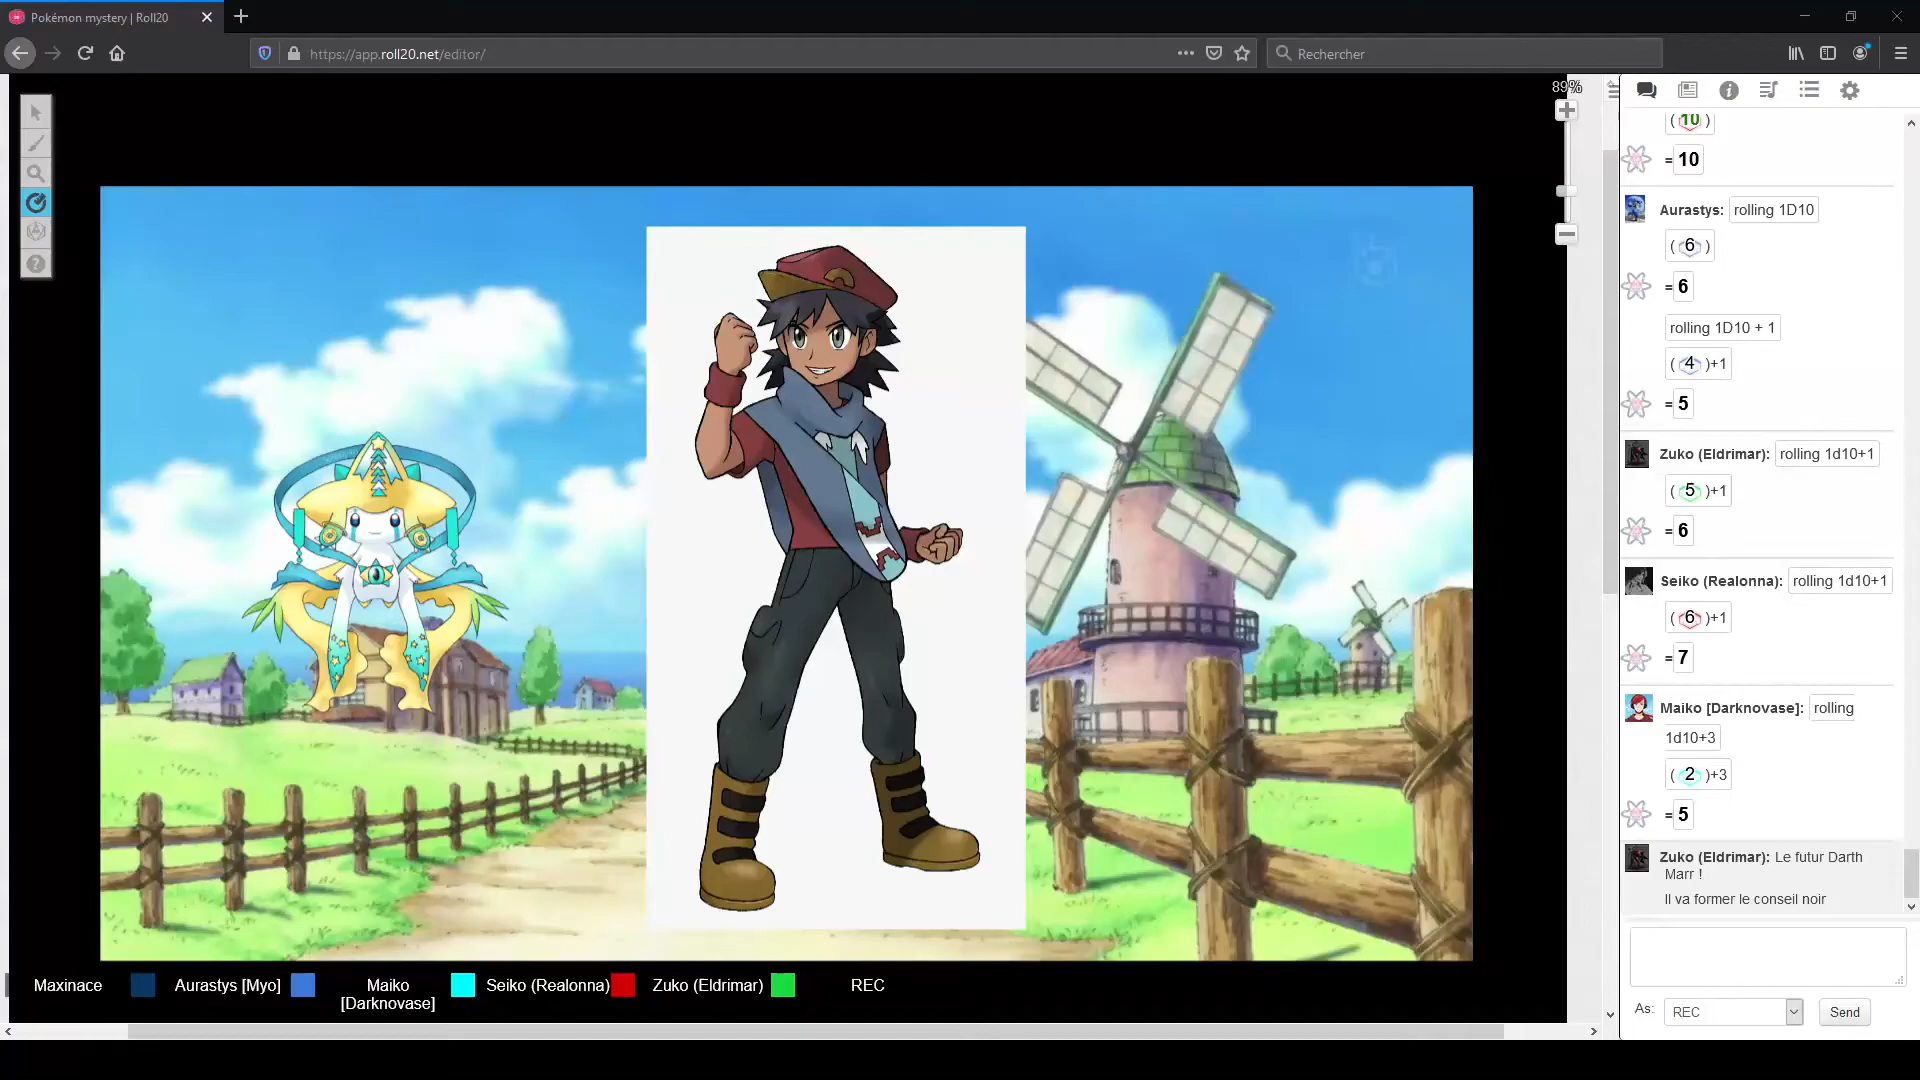 Pokémon mystery | Roll20
https://app.roll20.net/editor/
Rechercher
89%
(10)
=10
Aurastys: rolling 1D10
(6)
=6
rolling 1D10 + 1
(4)+1
=5
Zuko (Eldrimar): rolling 1d10+1
(5)+1
=6
Seiko (Realonna): rolling 1d10+1
(6)+1
=7
Maiko [Darknovase]: rolling
1d10+3
(2)+3
=5
Zuko (Eldrimar): Le futur Darth
Marr !
Il va former le conseil noir
As: REC
Send
Maxinace
Aurastys [Myo]
Maiko
[Darknovase]
Seiko (Realonna)
Zuko (Eldrimar)
REC